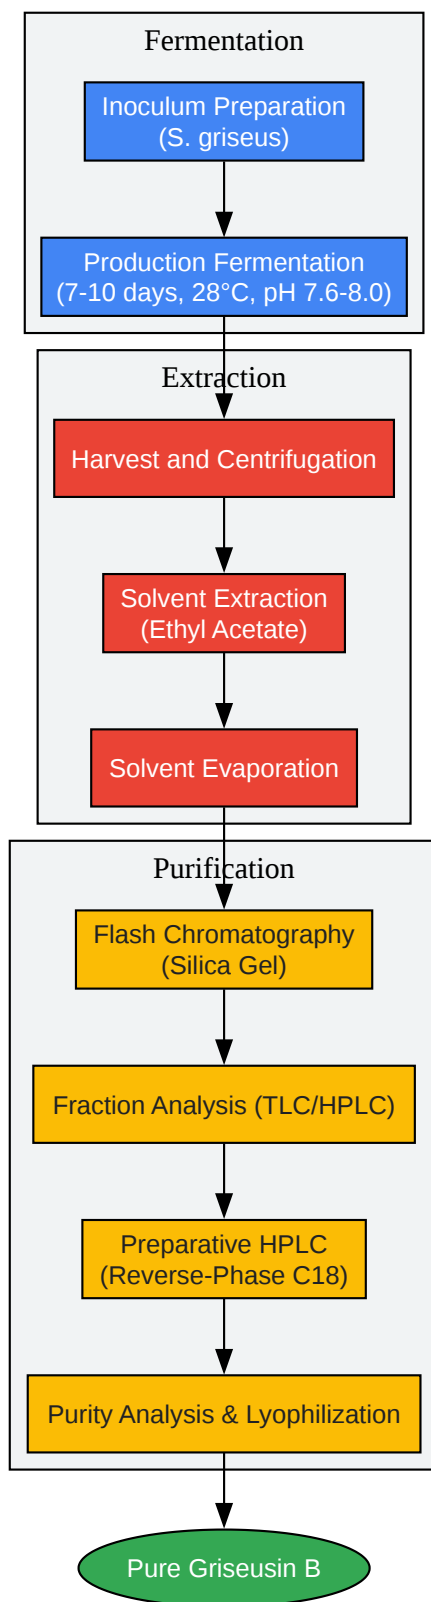 Fermentation
Inoculum Preparation
(S. griseus)
Production Fermentation
(7-10 days, 28°C, pH 7.6-8.0)
Extraction
Harvest and Centrifugation
Solvent Extraction
(Ethyl Acetate)
Solvent Evaporation
Purification
Flash Chromatography
(Silica Gel)
Fraction Analysis (TLC/HPLC)
Preparative HPLC
(Reverse-Phase C18)
Purity Analysis & Lyophilization
Pure Griseusin B